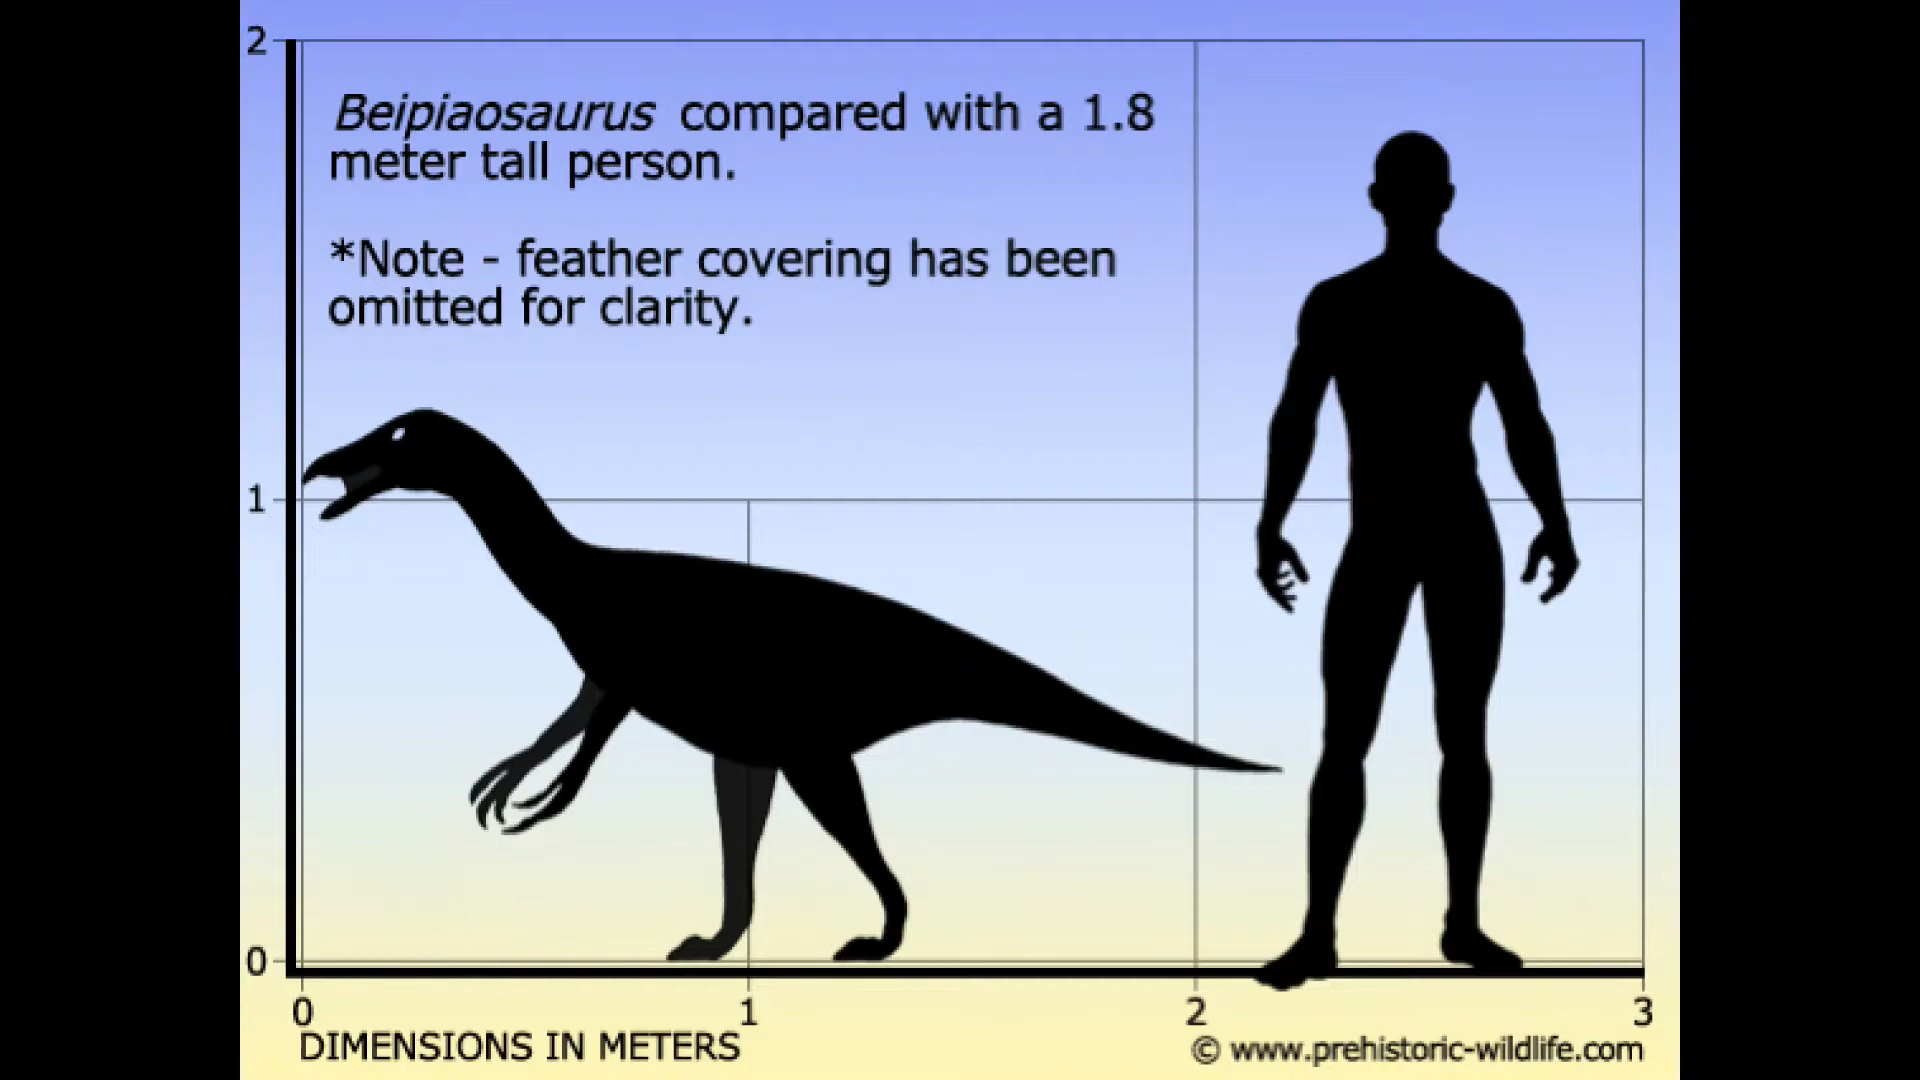 2
Beipiaosaurus compared with a 1.8
meter tall person.
*Note - feather covering has been
omitted for clarity.
1
0
0 1 2 3
DIMENSIONS IN METERS
© www.prehistoric-wildlife.com